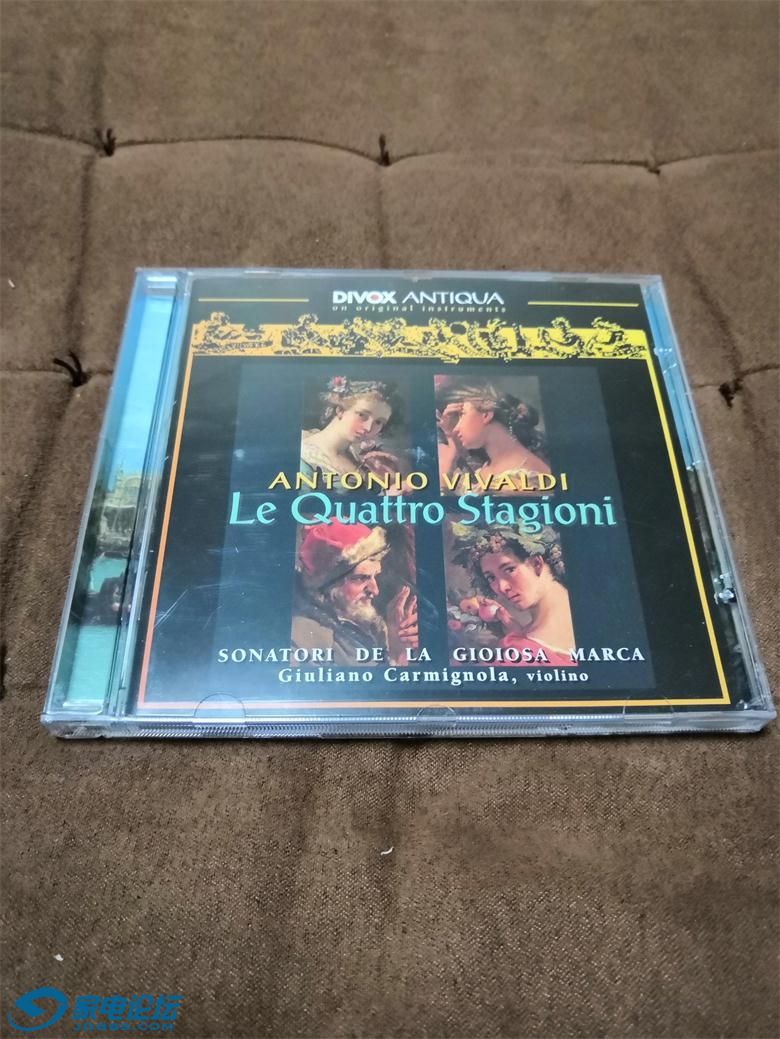 DIVOX ANTIQUA
on original instruments
ANTONIO VIVALDI
Le Quattro Stagioni
SONATORI DE LA GIOIOSA MARCA
Giuliano Carmignola, violino
家电论坛